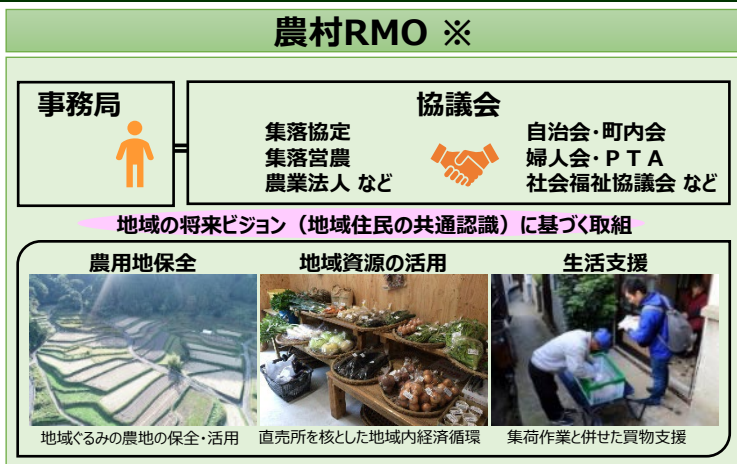 農村RMO ※
事務局
協議会
集落協定
集落営農
農業法人 など
自治会・町内会
婦人会・ＰＴＡ
社会福祉協議会 など
地域の将来ビジョン（地域住民の共通認識）に基づく取組
農用地保全
地域資源の活用
生活支援
地域ぐるみの農地の保全・活用
直売所を核とした地域内経済循環
集荷作業と併せた買物支援